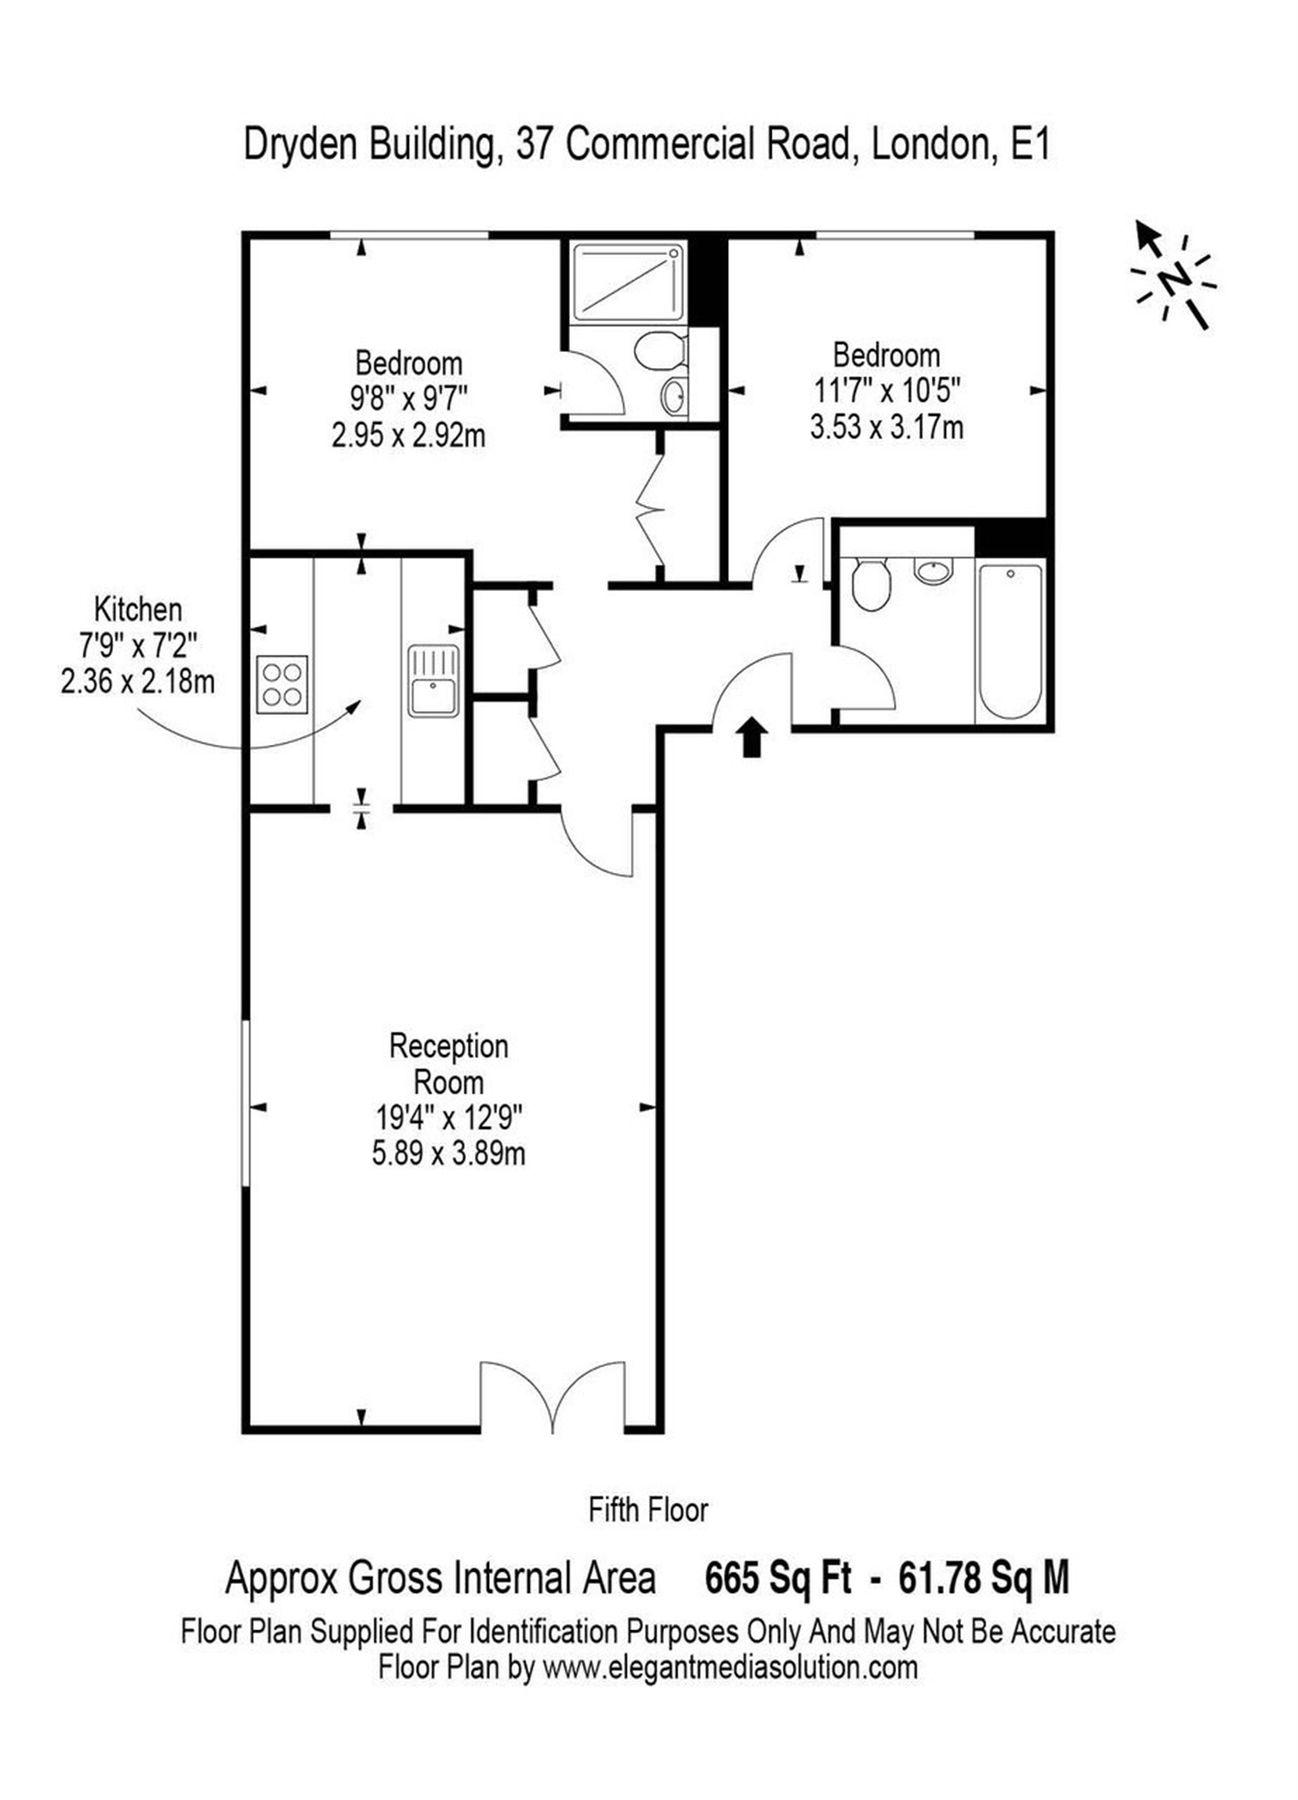 Dryden Building, 37 Commercial Road, London, E1
N
Bedroom
9'8" x 9'7"
2.95 x 2.92m
Bedroom
11'7" x 10'5"
3.53 x 3.17m
Kitchen
7'9" x 7'2"
2.36 x 2.18m
Reception
Room
19'4" x 12'9"
5.89 x 3.89m
Fifth Floor
Approx Gross Internal Area 665 Sq Ft - 61.78 Sq M
Floor Plan Supplied For Identification Purposes Only And May Not Be Accurate
Floor Plan by www.elegantmediasolution.com